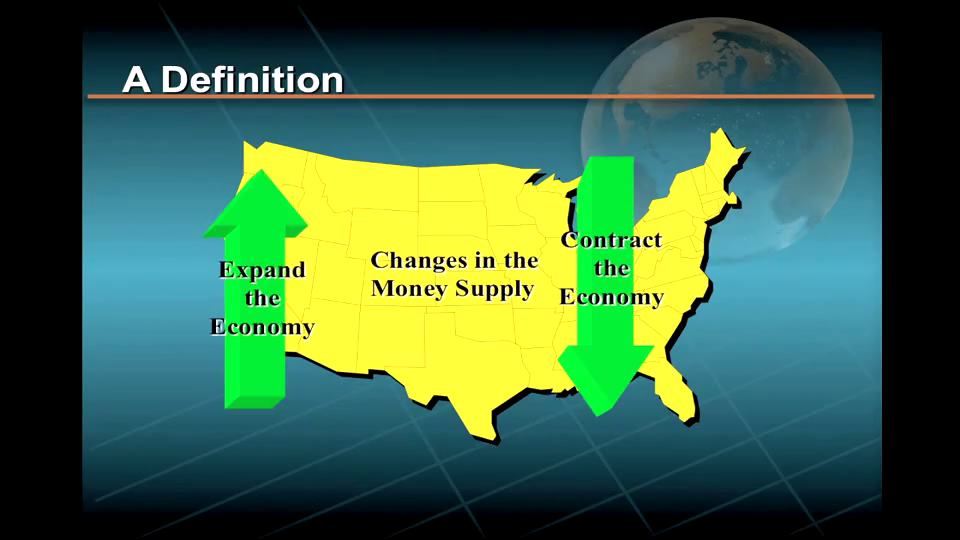 A Definition
Expand
the
Economy
Changes in the
Money Supply
Contract
the
Economy